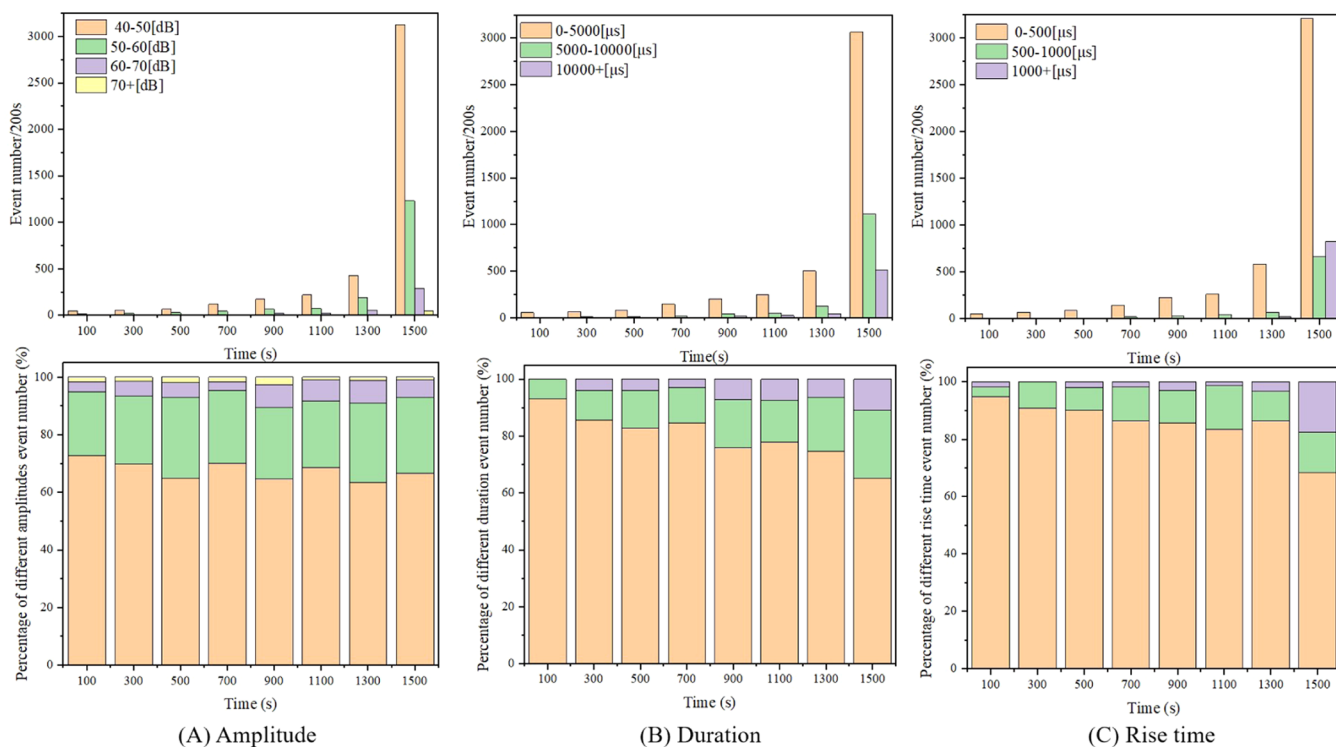 40-50[dB]
50-60[dB]
60-70[dB]
70+[dB]
Event number/200s
3000
2500
2000
1500
1000
500
0
100 300 500 700 900 1100 1300 1500
Time (s)
Percentage of different amplitudes event number (%)
100
80
60
40
20
0
100 300 500 700 900 1100 1300 1500
Time (s)
(A) Amplitude
0-5000[μs]
5000-10000[μs]
10000+[μs]
Event number/200s
3000
2500
2000
1500
1000
500
0
100 300 500 700 900 1100 1300 1500
Time(s)
Percentage of different duration event number (%)
100
80
60
40
20
0
100 300 500 700 900 1100 1300 1500
Time (s)
(B) Duration
0-500[μs]
500-1000[μs]
1000+[μs]
Event number/200s
3000
2500
2000
1500
1000
500
0
100 300 500 700 900 1100 1300 1500
Time(s)
Percentage of different rise time event number (%)
100
80
60
40
20
0
100 300 500 700 900 1100 1300 1500
Time (s)
(C) Rise time